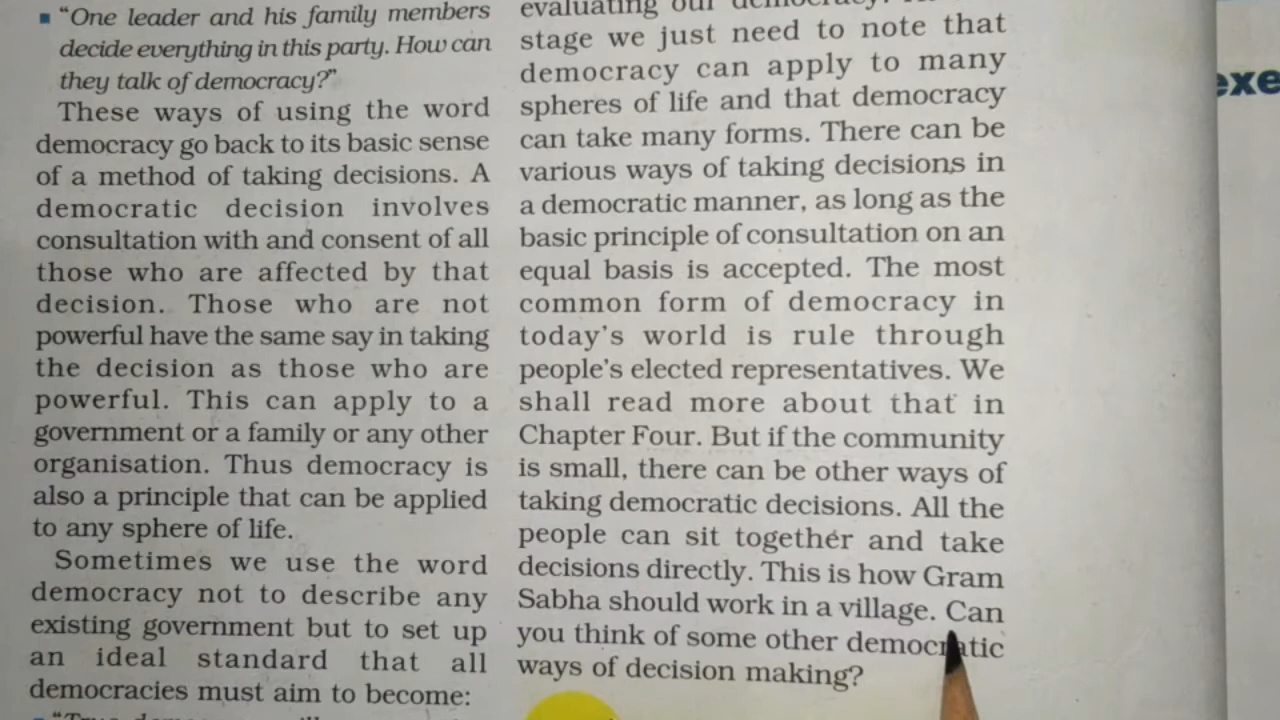 ▪ “One leader and his family members
decide everything in this party. How can
they talk of democracy?”
These ways of using the word
democracy go back to its basic sense
of a method of taking decisions. A
democratic decision involves
consultation with and consent of all
those who are affected by that
decision. Those who are not
powerful have the same say in taking
the decision as those who are
powerful. This can apply to a
government or a family or any other
organisation. Thus democracy is
also a principle that can be applied
to any sphere of life.
Sometimes we use the word
democracy not to describe any
existing government but to set up
an ideal standard that all
democracies must aim to become:
evaluating our democracy.
stage we just need to note that
democracy can apply to many
spheres of life and that democracy
can take many forms. There can be
various ways of taking decisions in
a democratic manner, as long as the
basic principle of consultation on an
equal basis is accepted. The most
common form of democracy in
today’s world is rule through
people’s elected representatives. We
shall read more about that in
Chapter Four. But if the community
is small, there can be other ways of
taking democratic decisions. All the
people can sit together and take
decisions directly. This is how Gram
Sabha should work in a village. Can
you think of some other democratic
ways of decision making?
exe